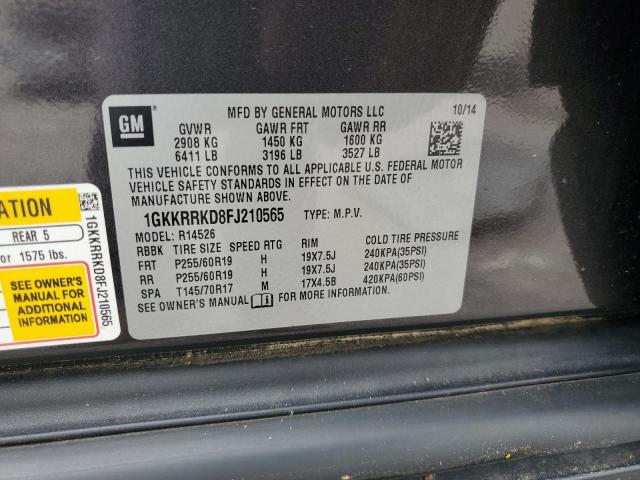 GM
MFD BY GENERAL MOTORS LLC
10/14
GVWR GAWR FRT GAWR RR
2908 KG 1450 KG 1600 KG
6411 LB 3196 LB 3527 LB
THIS VEHICLE CONFORMS TO ALL APPLICABLE U.S. FEDERAL MOTOR
VEHICLE SAFETY STANDARDS IN EFFECT ON THE DATE OF
MANUFACTURE SHOWN ABOVE.
1GKKRRKD8FJ210565 TYPE: M.P.V.
MODEL: R14526
RBBK TIRE SIZE SPEED RTG RIM COLD TIRE PRESSURE
FRT P255/60R19 H 19X7.5J 240KPA(35PSI)
RR P255/60R19 H 19X7.5J 240KPA(35PSI)
SPA T145/70R17 M 17X4.5B 420KPA(60PSI)
SEE OWNER'S MANUAL FOR MORE INFORMATION.
ATION
REAR 5
or 1575 lbs.
SEE OWNER'S
MANUAL FOR
ADDITIONAL
INFORMATION
1GKKRRKD8FJ210565